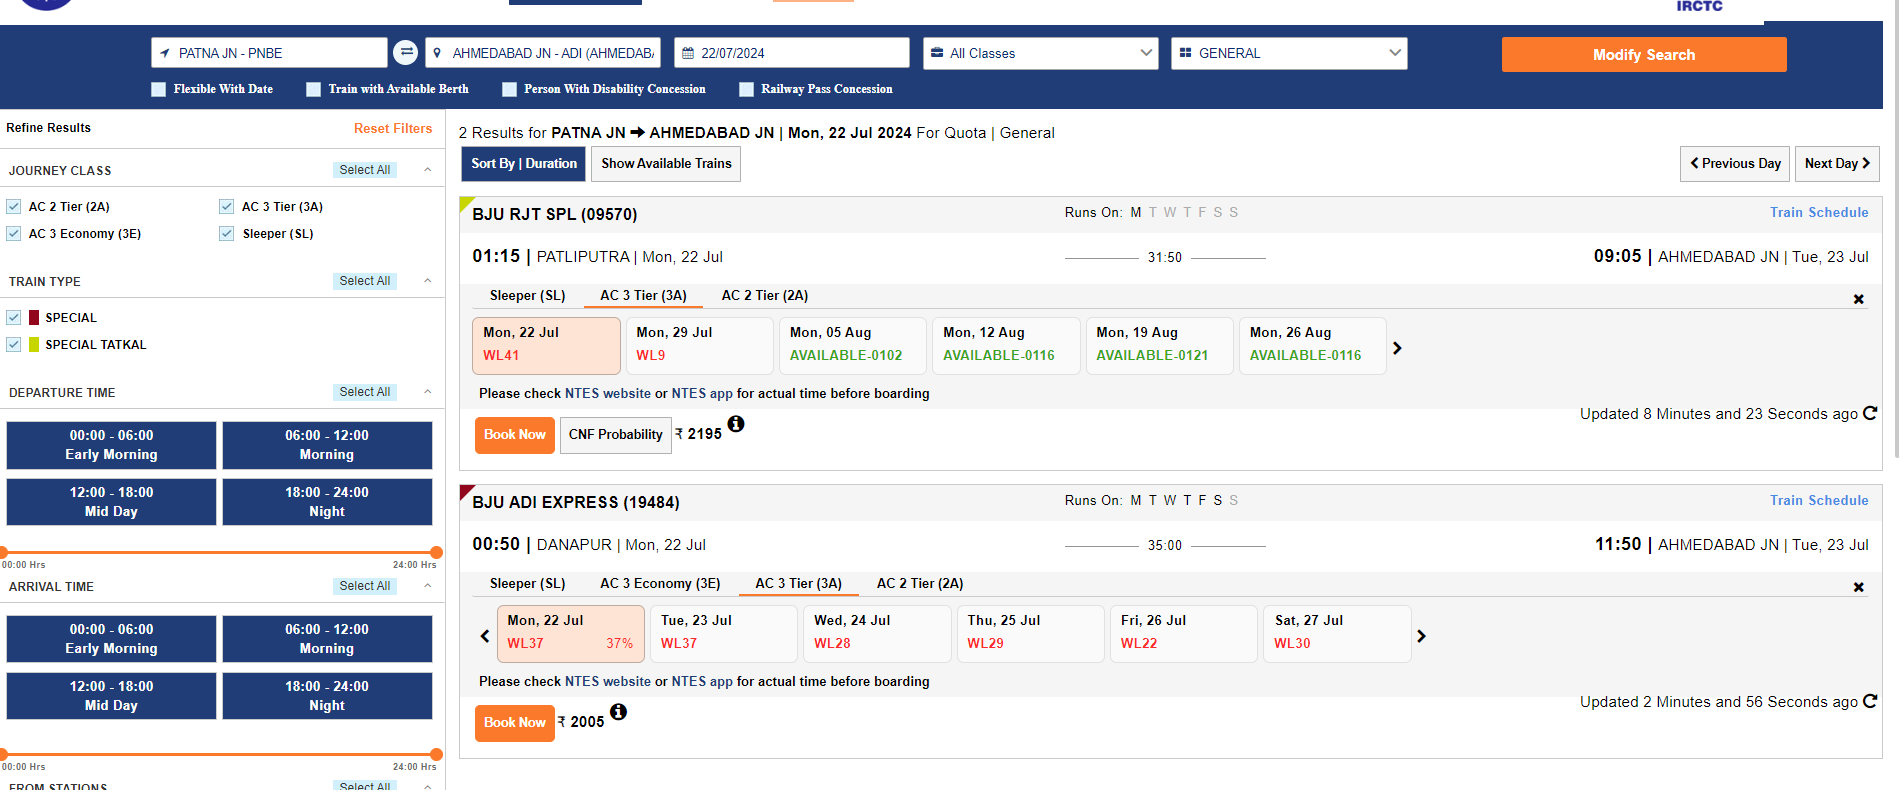 IRCTC
PATNA JN - PNBE
AHMEDABAD JN - ADI (AHMEDAB
22/07/2024
All Classes
GENERAL
Modify Search
Flexible With Date
Train with Available Berth
Person With Disability Concession
Railway Pass Concession
Refine Results
Reset Filters
JOURNEY CLASS
Select All
AC 2 Tier (2A)
AC 3 Tier (3A)
AC 3 Economy (3E)
Sleeper (SL)
TRAIN TYPE
Select All
SPECIAL
SPECIAL TATKAL
DEPARTURE TIME
Select All
00:00 - 06:00
Early Morning
06:00 - 12:00
Morning
12:00 - 18:00
Mid Day
18:00 - 24:00
Night
00:00 Hrs
24:00 Hrs
ARRIVAL TIME
Select All
00:00 - 06:00
Early Morning
06:00 - 12:00
Morning
12:00 - 18:00
Mid Day
18:00 - 24:00
Night
00:00 Hrs
24:00 Hrs
FROM STATIONS
Select All
2 Results for PATNA JN ➡ AHMEDABAD JN | Mon, 22 Jul 2024 For Quota | General
Sort By | Duration
Show Available Trains
Previous Day
Next Day
BJU RJT SPL (09570)
Runs On: M T W T F S S
Train Schedule
01:15 | PATLIPUTRA | Mon, 22 Jul
31:50
09:05 | AHMEDABAD JN | Tue, 23 Jul
Sleeper (SL)
AC 3 Tier (3A)
AC 2 Tier (2A)
Mon, 22 Jul
WL41
Mon, 29 Jul
WL9
Mon, 05 Aug
AVAILABLE-0102
Mon, 12 Aug
AVAILABLE-0116
Mon, 19 Aug
AVAILABLE-0121
Mon, 26 Aug
AVAILABLE-0116
Please check NTES website or NTES app for actual time before boarding
Updated 8 Minutes and 23 Seconds ago
Book Now
CNF Probability
₹ 2195
BJU ADI EXPRESS (19484)
Runs On: M T W T F S S
Train Schedule
00:50 | DANAPUR | Mon, 22 Jul
35:00
11:50 | AHMEDABAD JN | Tue, 23 Jul
Sleeper (SL)
AC 3 Economy (3E)
AC 3 Tier (3A)
AC 2 Tier (2A)
Mon, 22 Jul
WL37 37%
Tue, 23 Jul
WL37
Wed, 24 Jul
WL28
Thu, 25 Jul
WL29
Fri, 26 Jul
WL22
Sat, 27 Jul
WL30
Please check NTES website or NTES app for actual time before boarding
Updated 2 Minutes and 56 Seconds ago
Book Now
₹ 2005